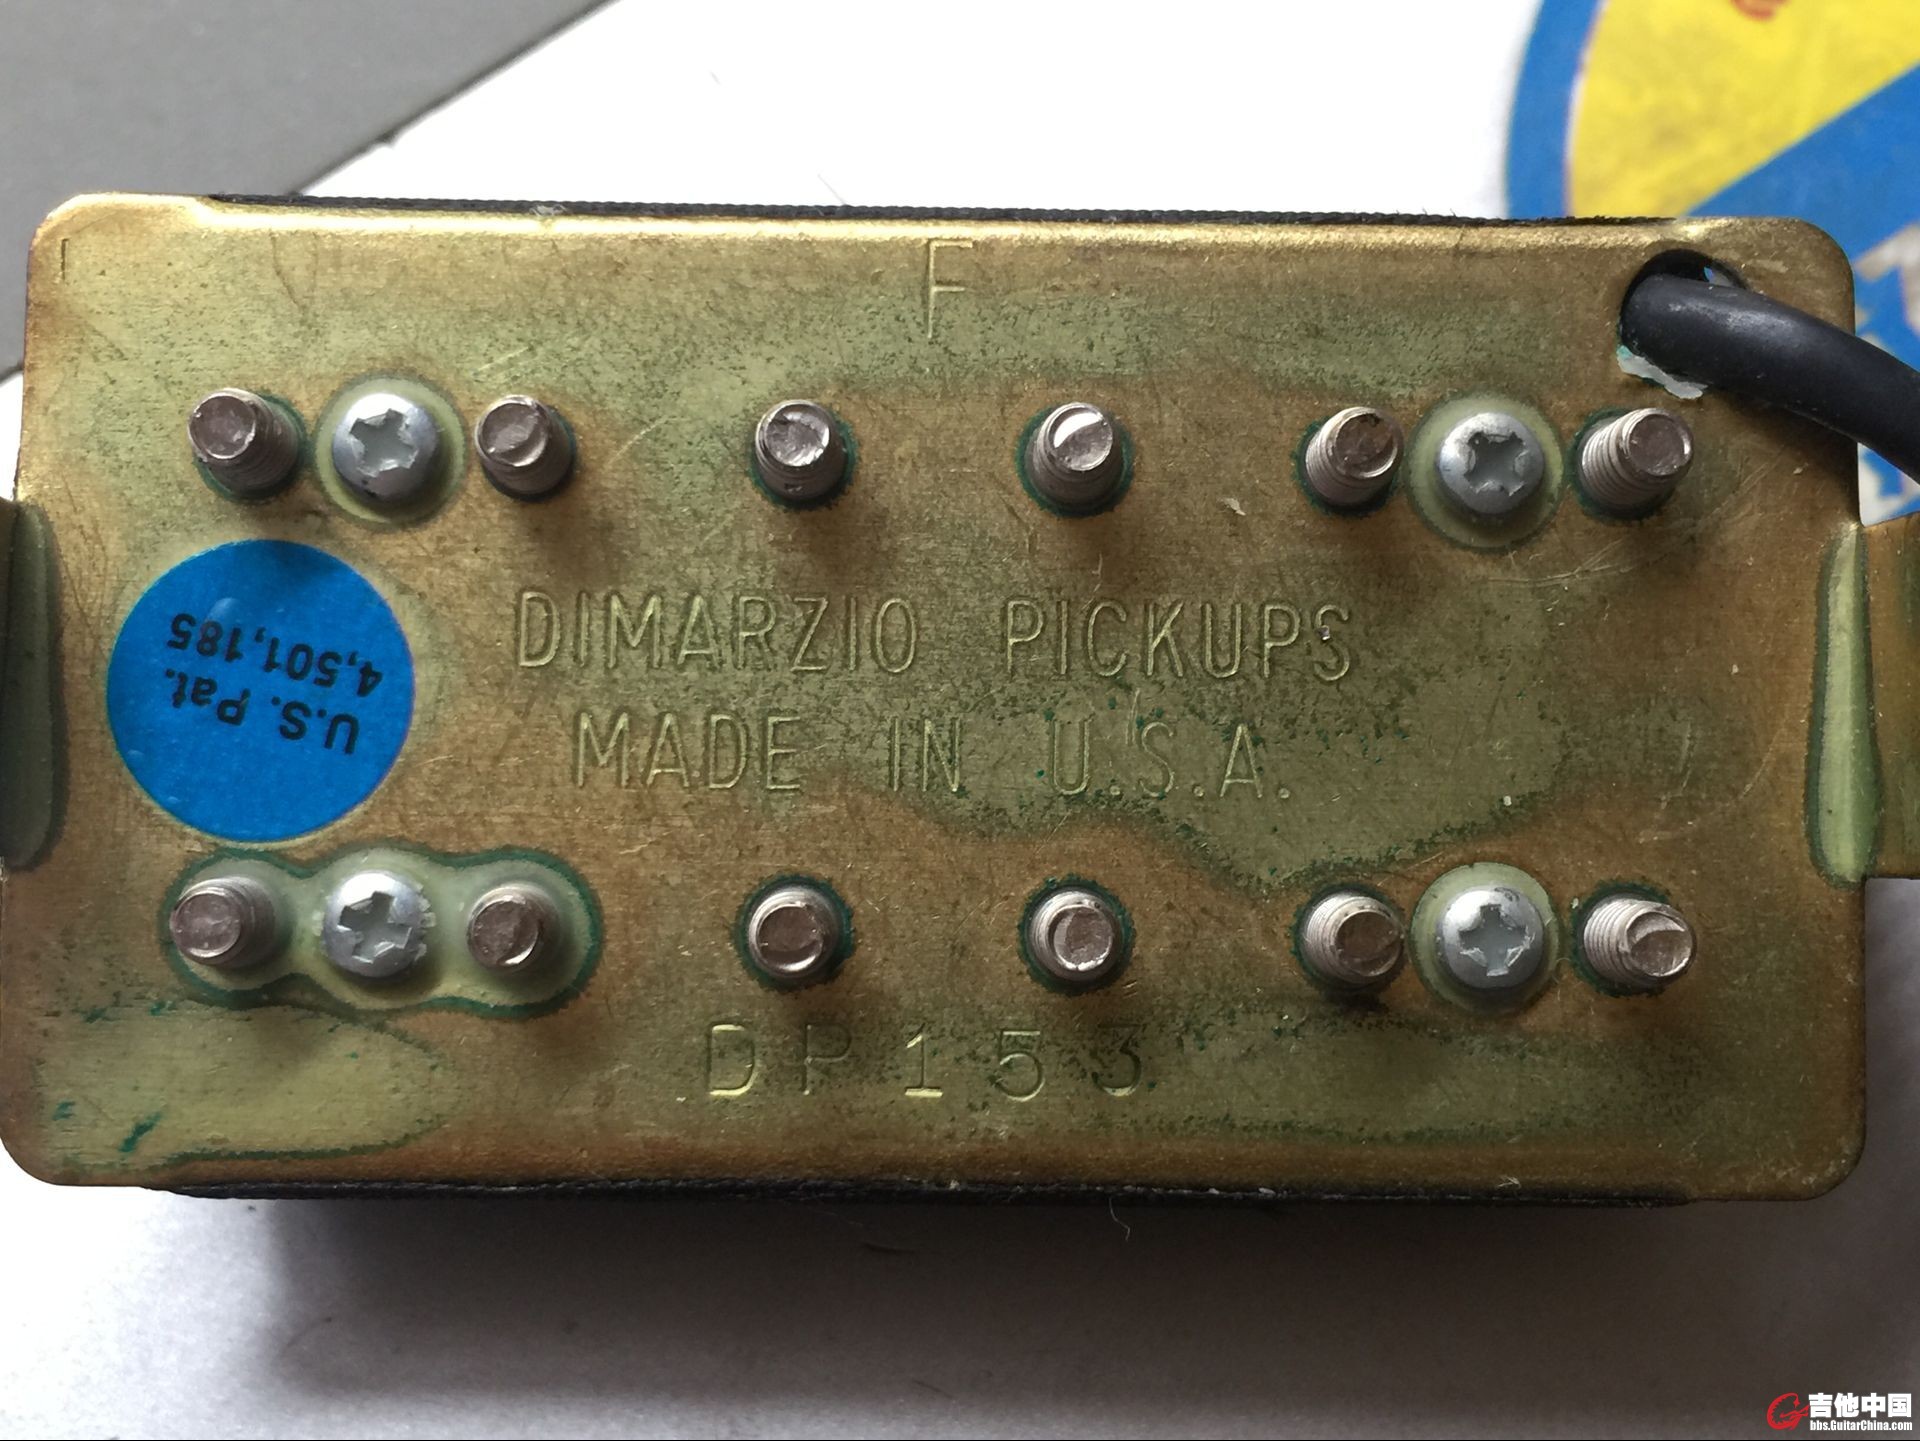 F
DIMARZIO PICKUPS
MADE IN U.S.A.
U.S. Pat.
4,501,185
DP153
吉他中国
bbs.GuitarChina.com